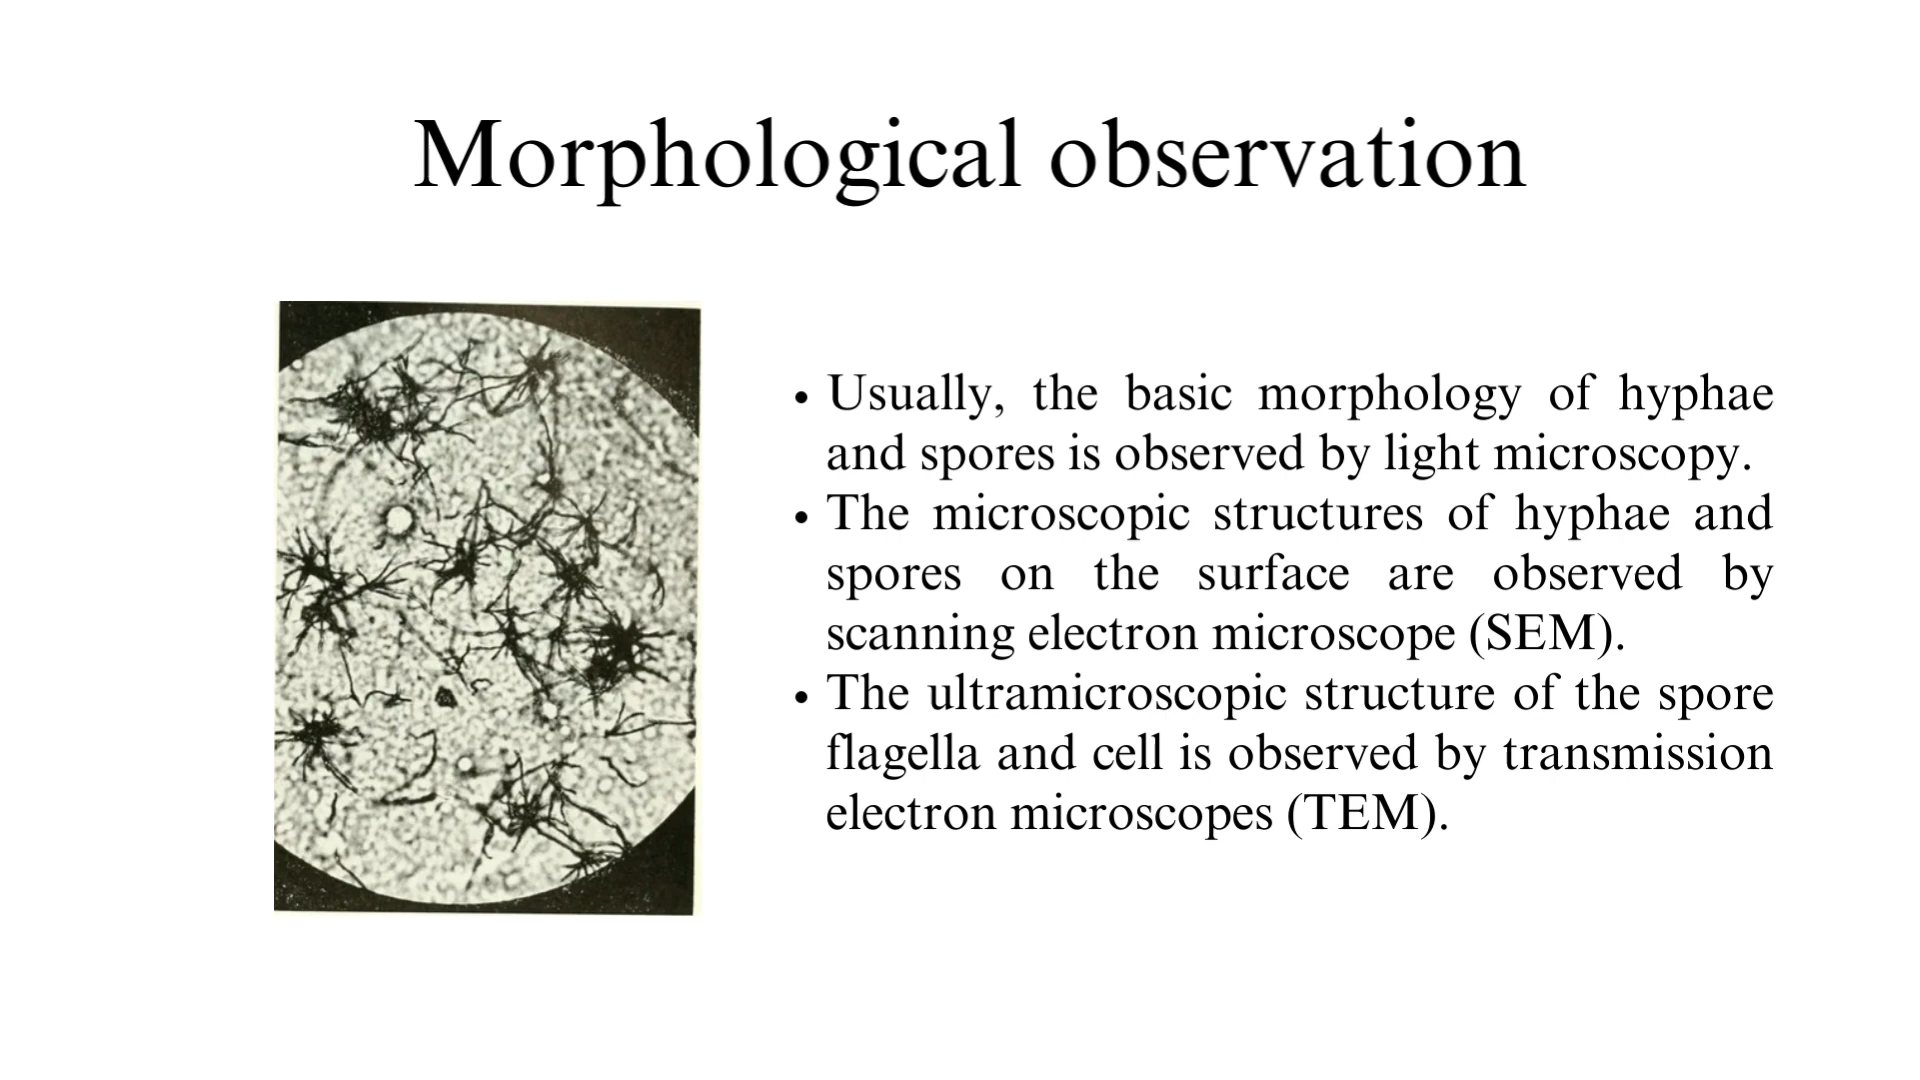 Morphological observation
• Usually, the basic morphology of hyphae
and spores is observed by light microscopy.
• The microscopic structures of hyphae and
spores on the surface are observed by
scanning electron microscope (SEM).
• The ultramicroscopic structure of the spore
flagella and cell is observed by transmission
electron microscopes (TEM).